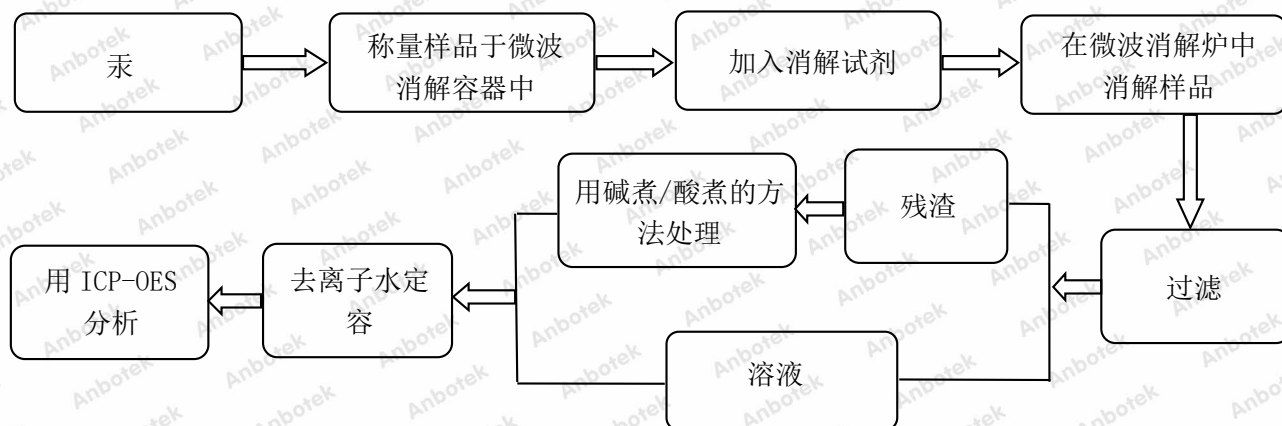 汞
称量样品于微波
消解容器中
加入消解试剂
在微波消解炉中
消解样品
过滤
残渣
用碱煮/酸煮的方
法处理
溶液
去离子水定
容
用 ICP-OES
分析
Anbotek